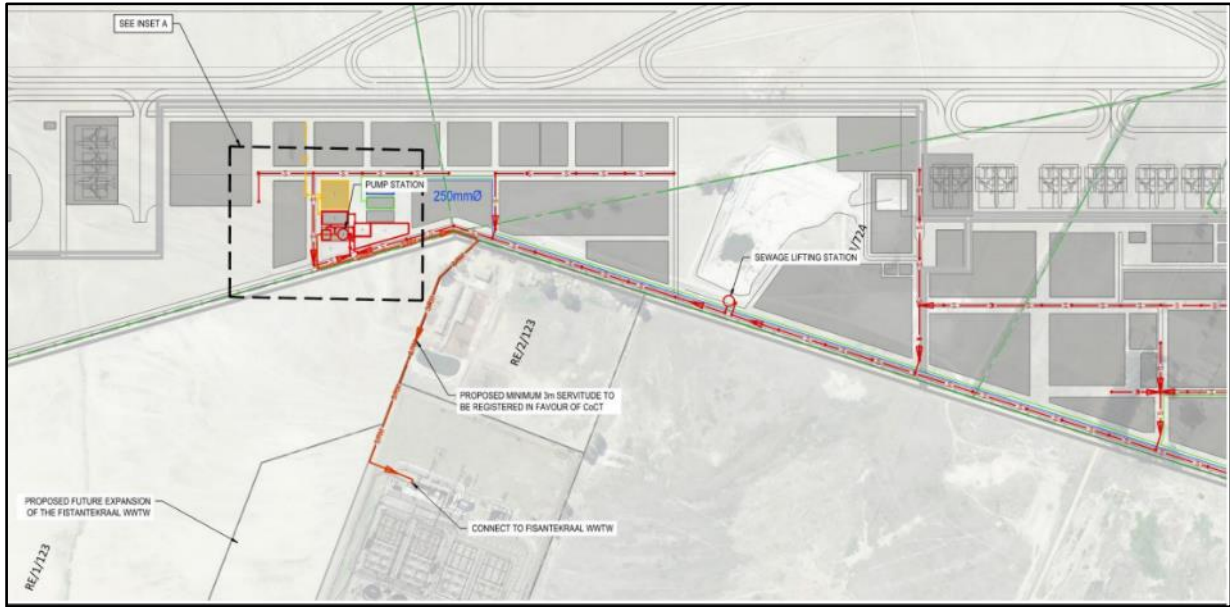 SEE INSET A
PUMP STATION
250mmØ
SEWAGE LIFTING STATION
RE/2/123
PROPOSED MINIMUM 3m SERVITUDE TO
BE REGISTERED IN FAVOUR OF CoCT
PROPOSED FUTURE EXPANSION
OF THE FISTANTEKRAAL WWTW
CONNECT TO FISANTEKRAAL WWTW
RE/1/123